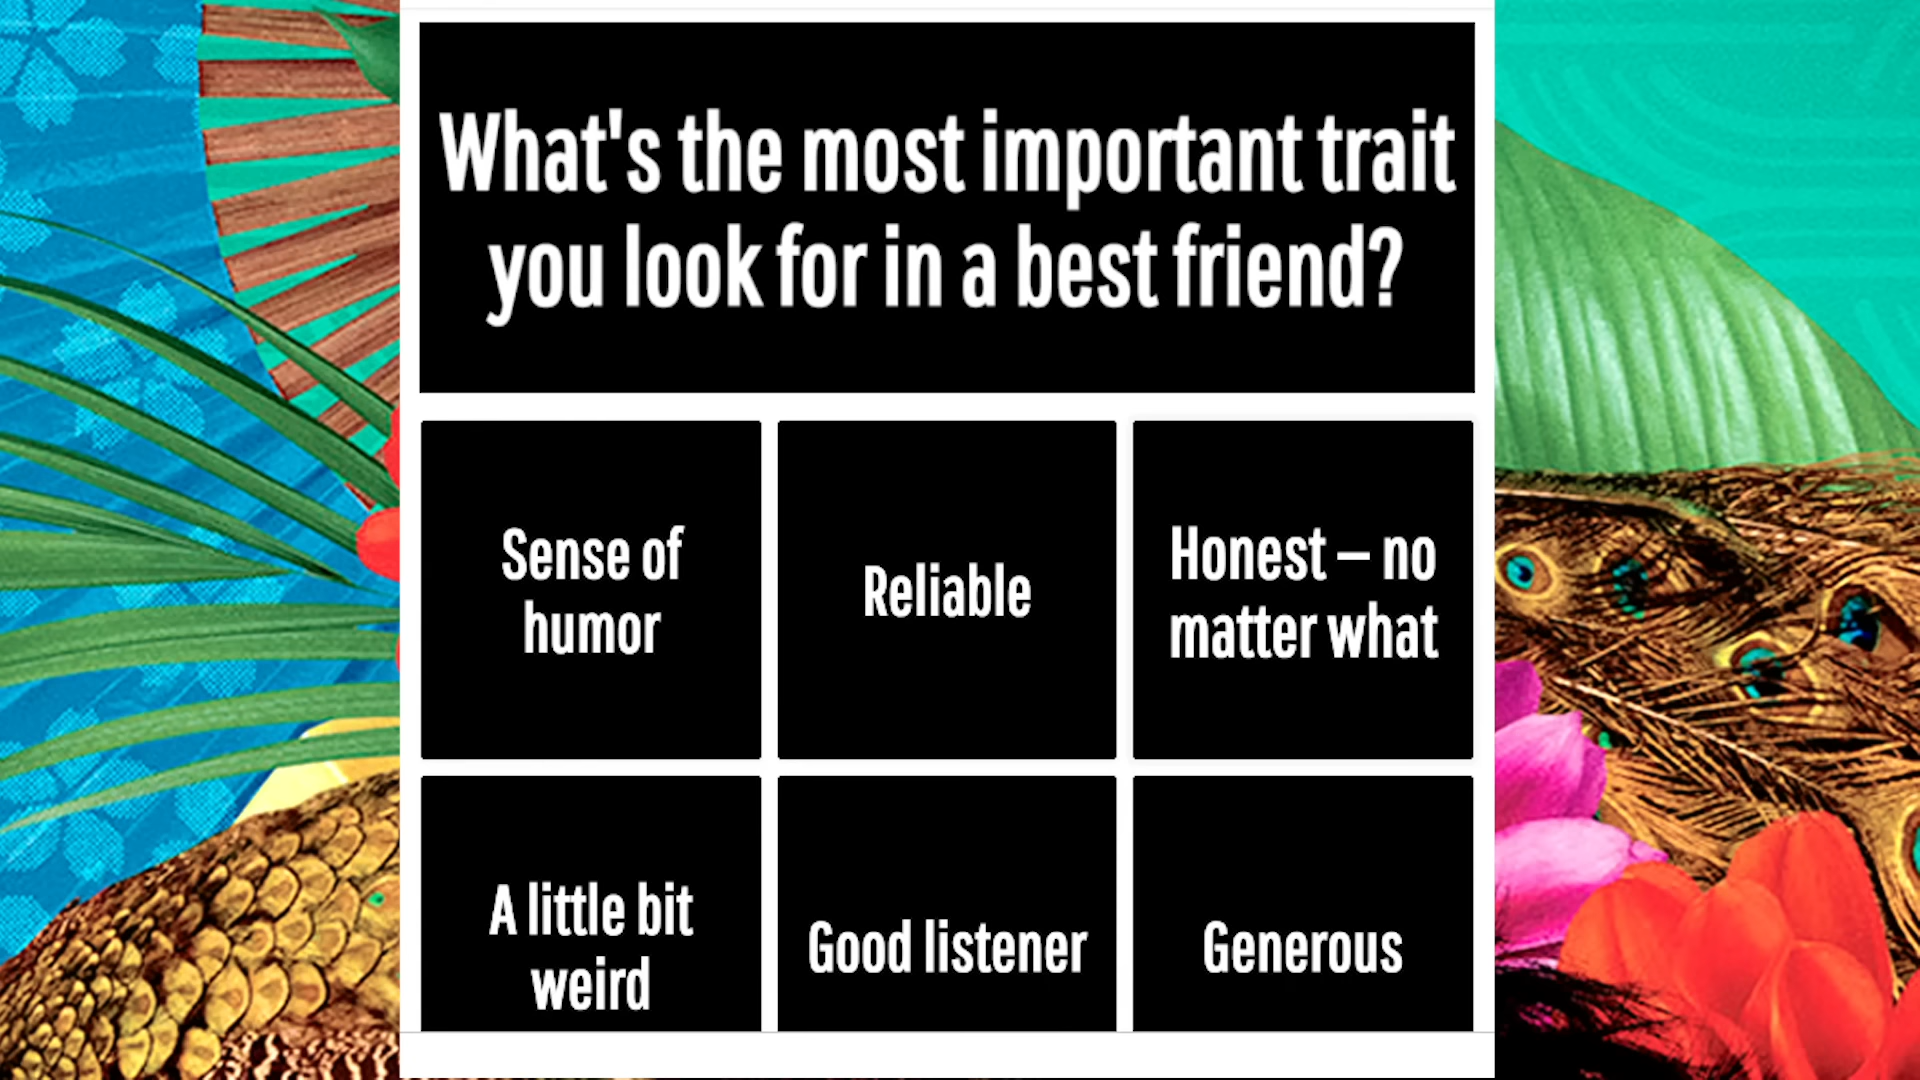 What's the most important trait
you look for in a best friend?
Sense of
humor
Reliable
Honest – no
matter what
A little bit
weird
Good listener
Generous